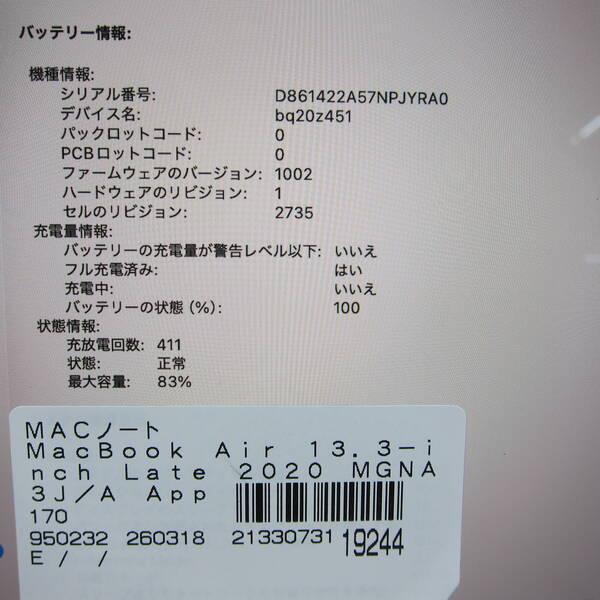 バッテリー情報:
機種情報:
シリアル番号: D861422A57NPJYRA0
デバイス名: bq20z451
パックロットコード: 0
PCBロットコード: 0
ファームウェアのバージョン: 1002
ハードウェアのリビジョン: 1
セルのリビジョン: 2735
充電量情報:
バッテリーの充電量が警告レベル以下: いいえ
フル充電済み: はい
充電中: いいえ
バッテリーの状態（%）: 100
状態情報:
充放電回数: 411
状態: 正常
最大容量: 83%
MACノート
MacBook Air 13.3-i
nch Late 2020 MGNA
3J/A App
170
950232 260318 21330731 19244
E / /